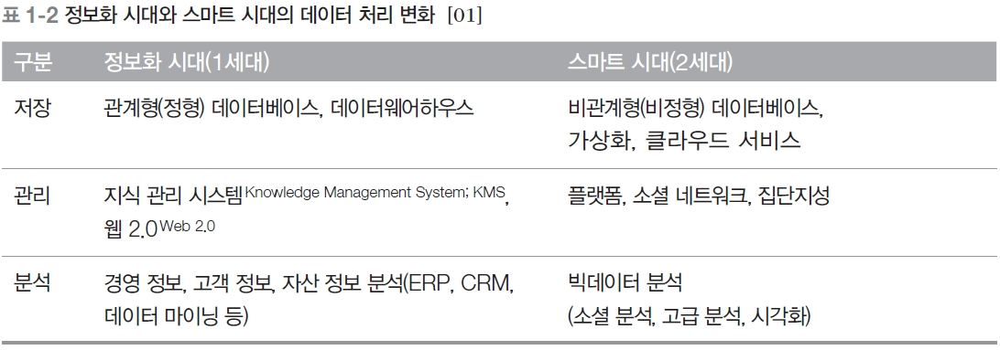 표 1-2 정보화 시대와 스마트 시대의 데이터 처리 변화 [01]
구분 정보화 시대(1세대) 스마트 시대(2세대)
저장 관계형(정형) 데이터베이스, 데이터웨어하우스 비관계형(비정형) 데이터베이스,
가상화, 클라우드 서비스
관리 지식 관리 시스템Knowledge Management System; KMS, 플랫폼, 소셜 네트워크, 집단지성
웹 2.0Web 2.0
분석 경영 정보, 고객 정보, 자산 정보 분석(ERP, CRM, 빅데이터 분석
데이터 마이닝 등) (소셜 분석, 고급 분석, 시각화)